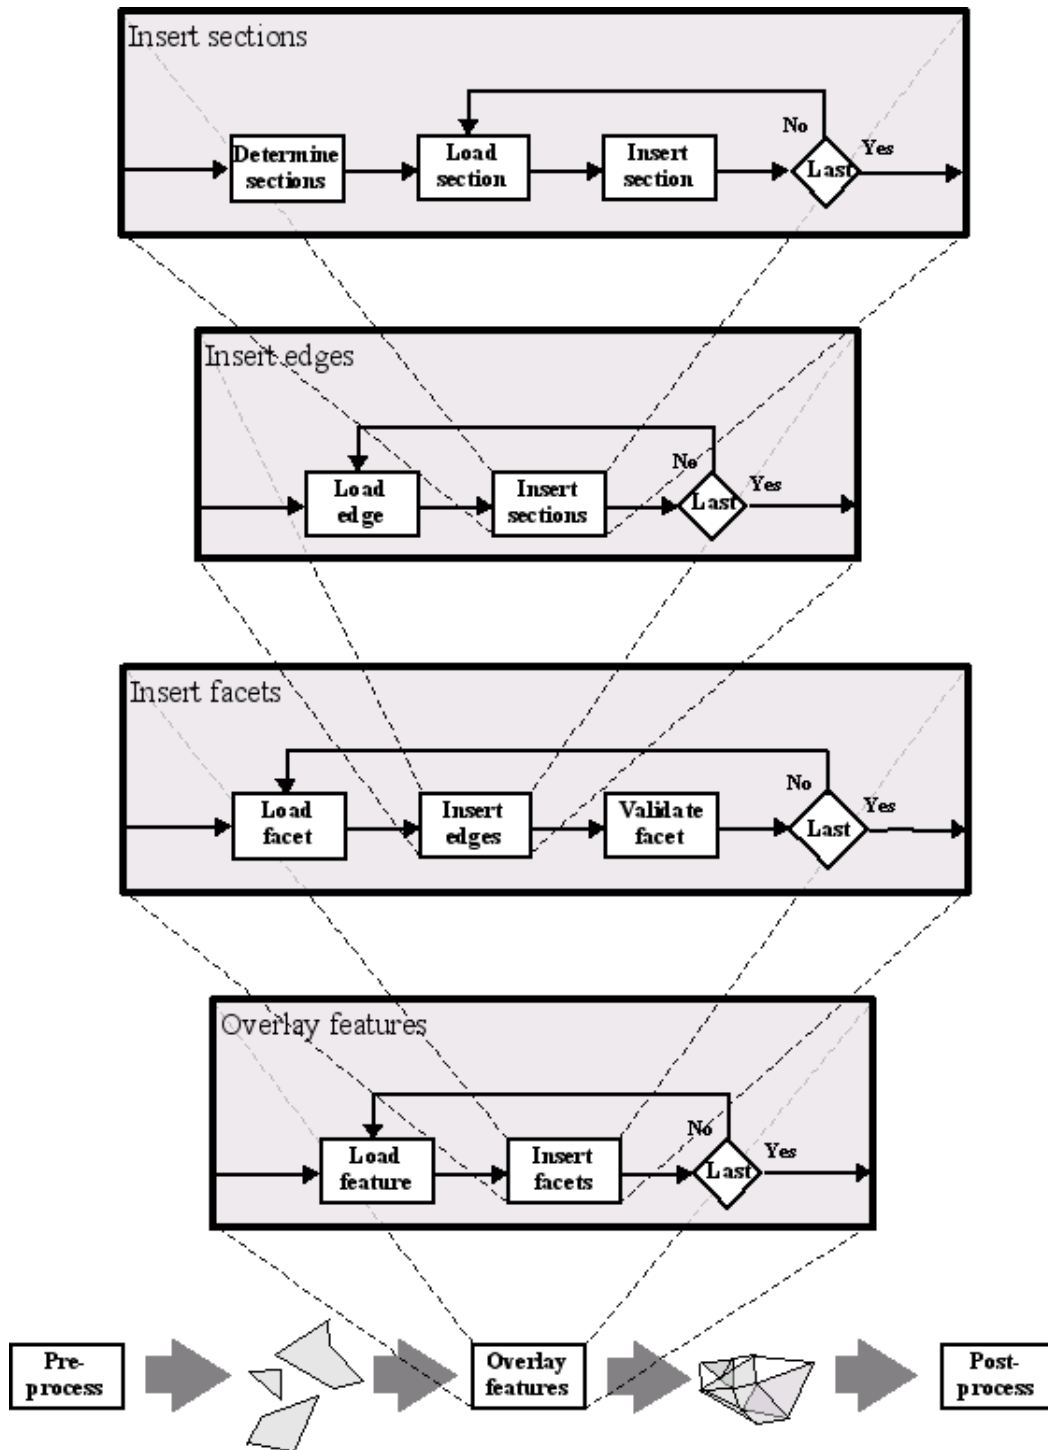 Insert sections
No
Yes
Determine
sections
Load
section
Insert
section
Last
Insert edges
No
Yes
Load
edge
Insert
sections
Last
Insert facets
No
Yes
Load
facet
Insert
edges
Validate
facet
Last
Overlay features
No
Yes
Load
feature
Insert
facets
Last
Pre-
process
Overlay
features
Post-
process